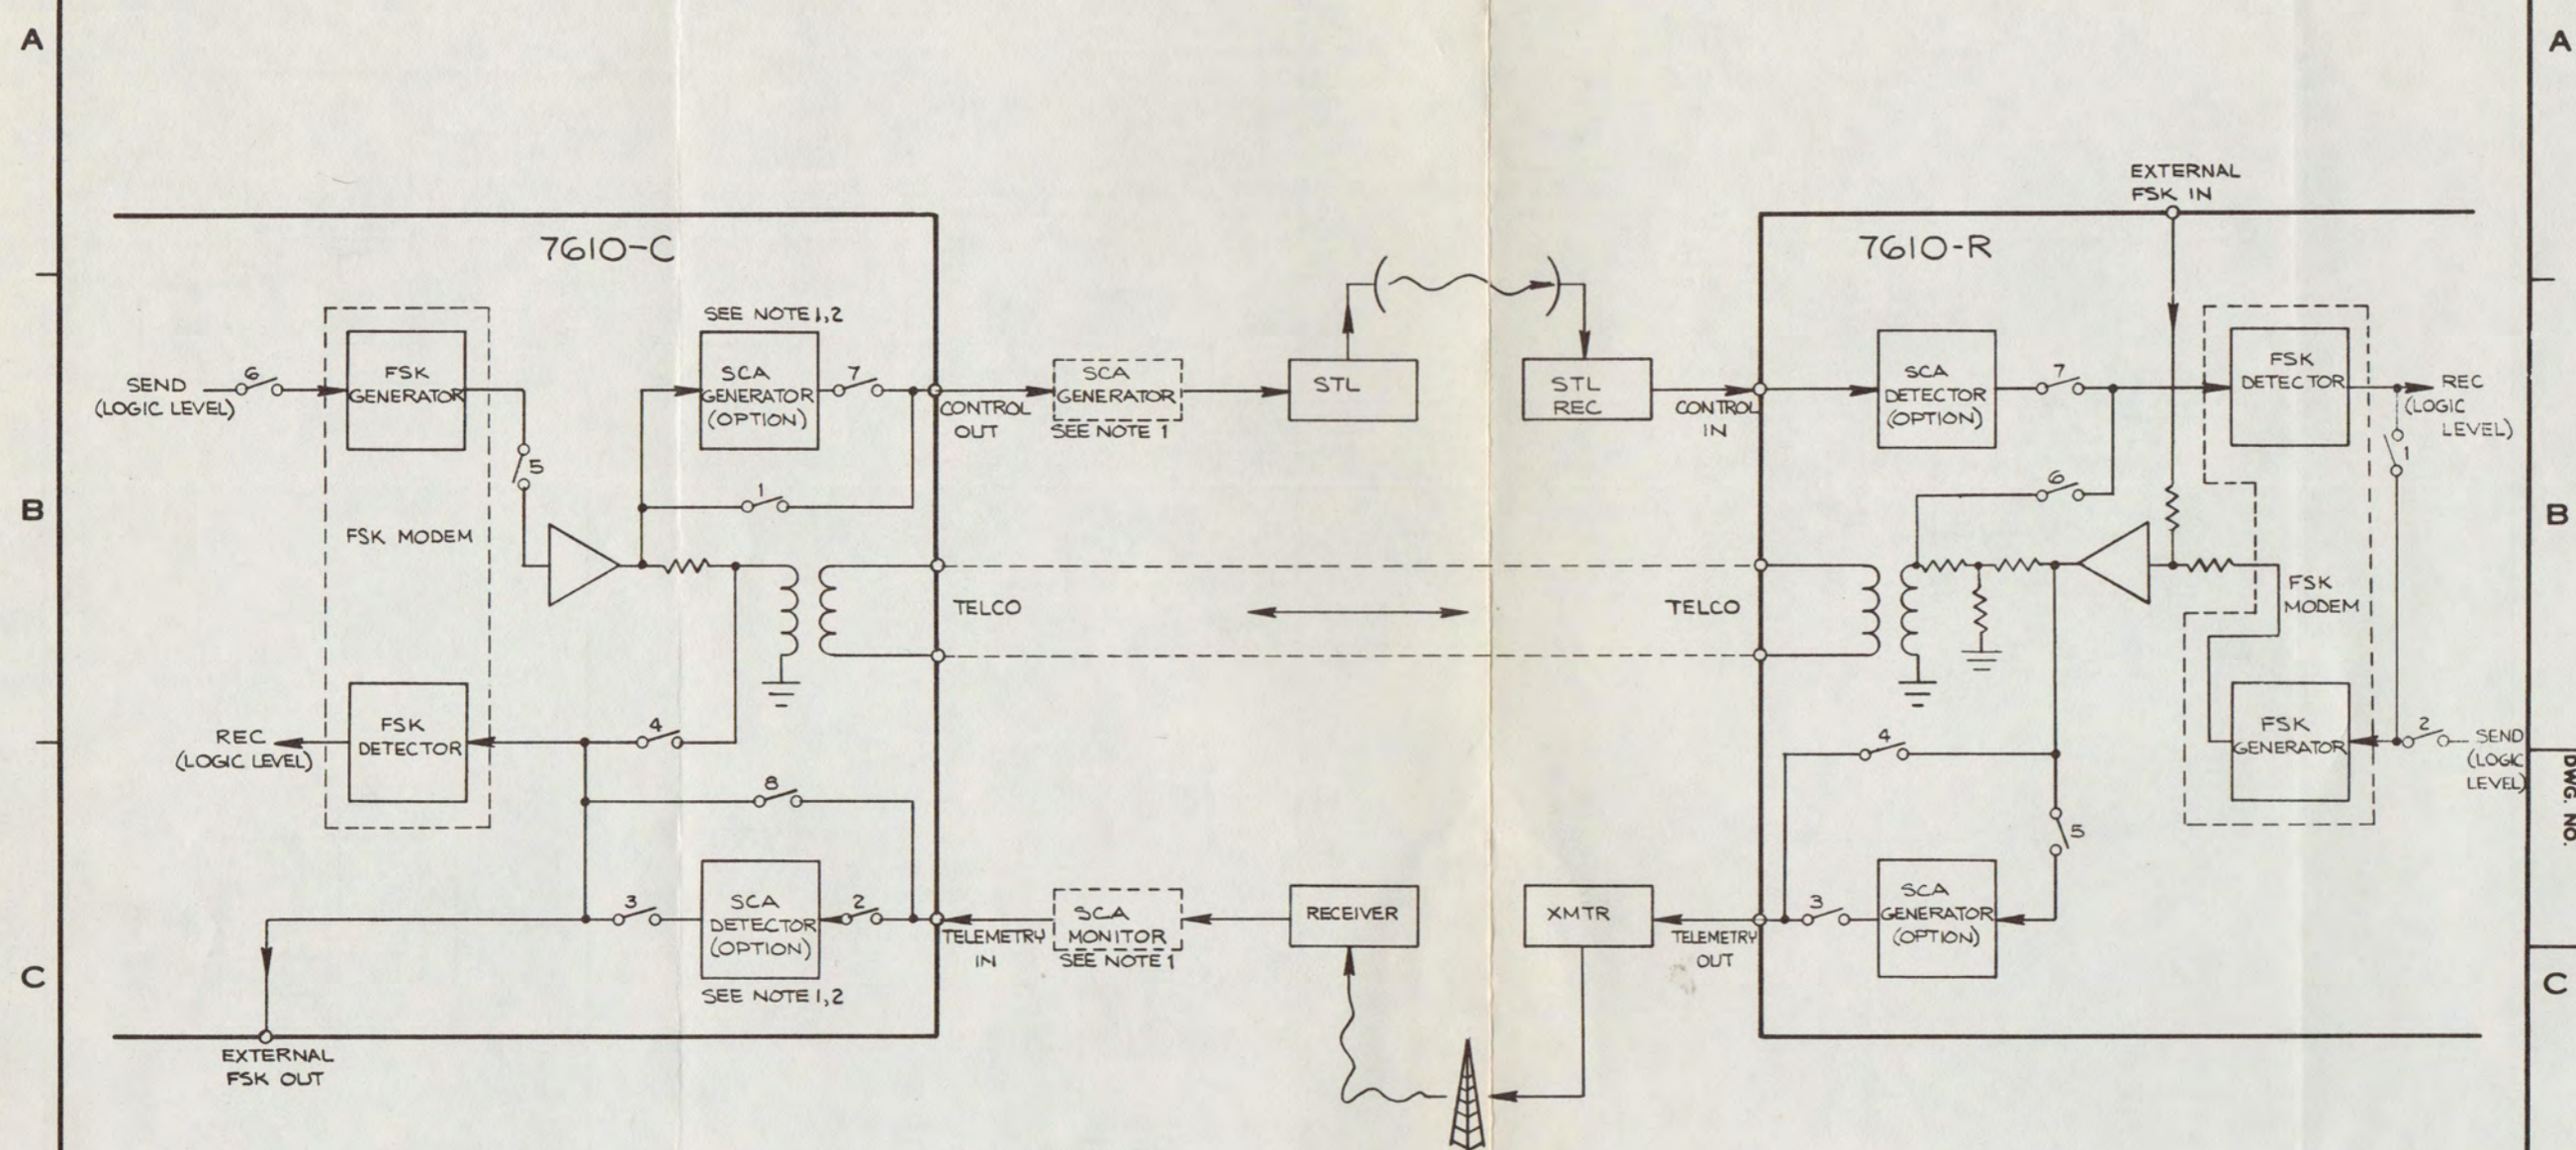 A
A
EXTERNAL
FSK IN
7610-C
7610-R
SEE NOTE 1,2
6
SEND
(LOGIC LEVEL)
FSK
GENERATOR
5
SCA
GENERATOR
(OPTION)
7
1
CONTROL
OUT
SCA
GENERATOR
SEE NOTE 1
STL
STL
REC
CONTROL
IN
SCA
DETECTOR
(OPTION)
7
6
FSK
DETECTOR
REC
(LOGIC
LEVEL)
1
B
B
FSK MODEM
TELCO
TELCO
FSK
MODEM
REC
(LOGIC LEVEL)
FSK
DETECTOR
4
8
4
5
FSK
GENERATOR
2
SEND
(LOGIC
LEVEL)
DWG. NO.
3
SCA
DETECTOR
(OPTION)
SEE NOTE 1,2
2
TELEMETRY
IN
SCA
MONITOR
SEE NOTE 1
RECEIVER
XMTR
TELEMETRY
OUT
3
SCA
GENERATOR
(OPTION)
C
C
EXTERNAL
FSK OUT